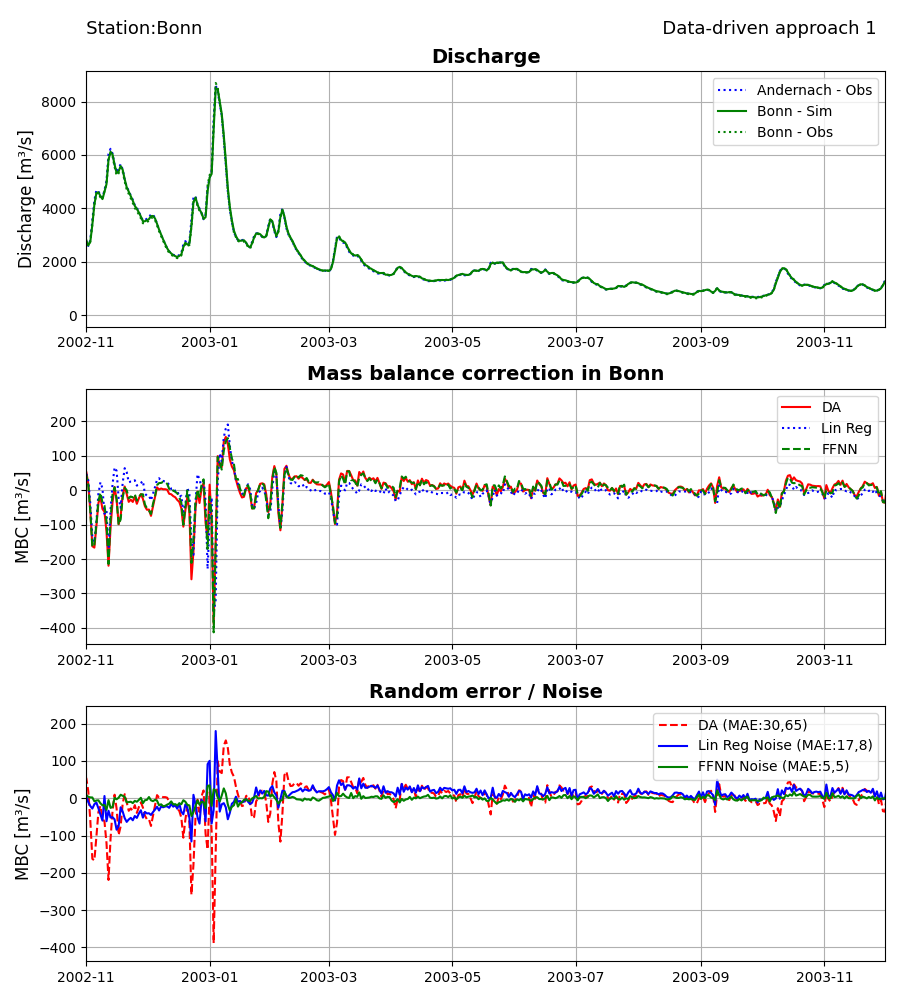 Station:Bonn Data-driven approach 1
Discharge
Discharge [m³/s]
8000
6000
4000
2000
0
Andernach - Obs
Bonn - Sim
Bonn - Obs
2002-11 2003-01 2003-03 2003-05 2003-07 2003-09 2003-11
Mass balance correction in Bonn
MBC [m³/s]
200
100
0
−100
−200
−300
−400
DA
Lin Reg
FFNN
2002-11 2003-01 2003-03 2003-05 2003-07 2003-09 2003-11
Random error / Noise
MBC [m³/s]
200
100
0
−100
−200
−300
−400
DA (MAE:30,65)
Lin Reg Noise (MAE:17,8)
FFNN Noise (MAE:5,5)
2002-11 2003-01 2003-03 2003-05 2003-07 2003-09 2003-11